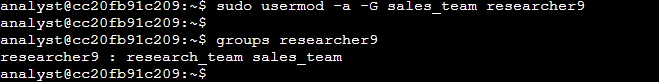 analyst@cc20fb91c209:~$ sudo usermod -a -G sales_team researcher9
analyst@cc20fb91c209:~$
analyst@cc20fb91c209:~$ groups researcher9
researcher9 : research_team sales_team
analyst@cc20fb91c209:~$